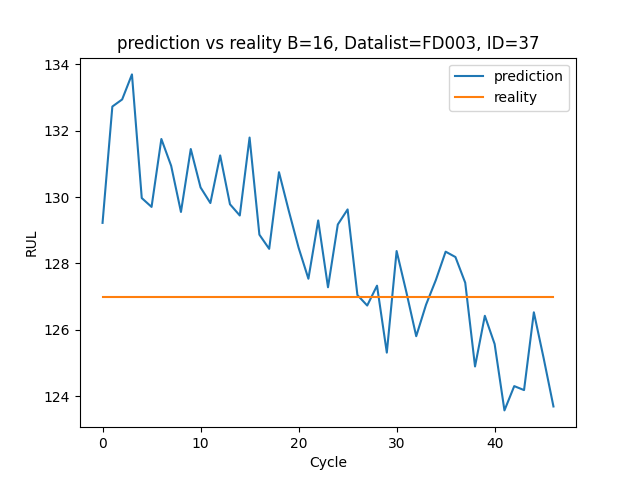 prediction vs reality B=16, Datalist=FD003, ID=37
prediction
reality
134
132
130
128
126
124
RUL
0
10
20
30
40
Cycle